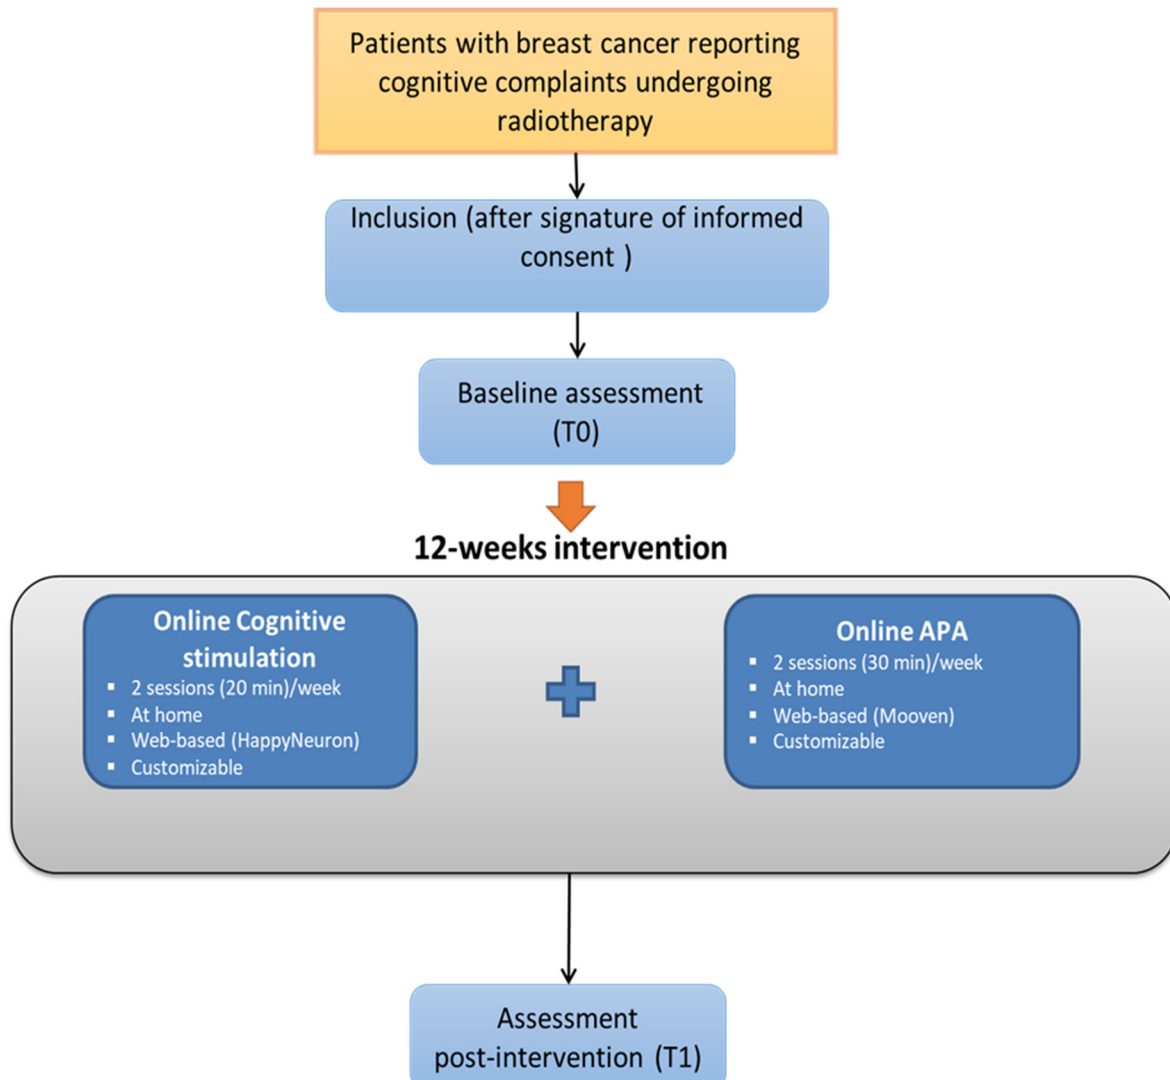 Patients with breast cancer reporting
cognitive complaints undergoing
radiotherapy
Inclusion (after signature of informed
consent )
Baseline assessment
(T0)
12-weeks intervention
Online Cognitive
stimulation
▪ 2 sessions (20 min)/week
▪ At home
▪ Web-based (HappyNeuron)
▪ Customizable
Online APA
▪ 2 sessions (30 min)/week
▪ At home
▪ Web-based (Mooven)
▪ Customizable
Assessment
post-intervention (T1)